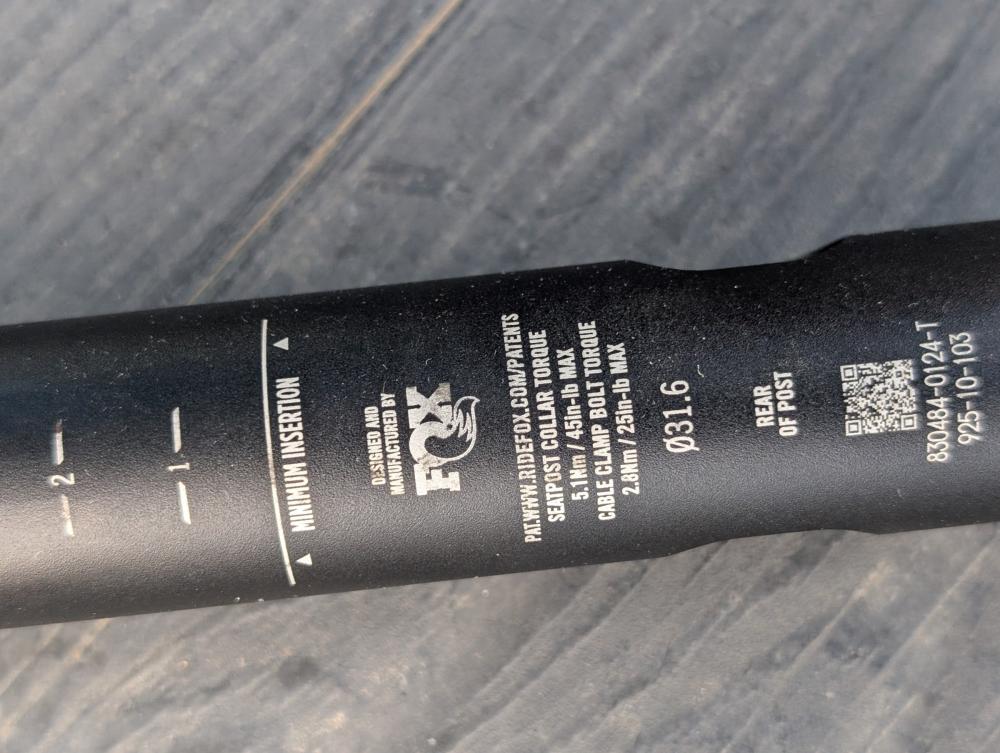 2
1
MINIMUM INSERTION
DESIGNED AND
MANUFACTURED BY
FOX
PAT.WWW.RIDEFOX.COM/PATENTS
SEATPOST COLLAR TORQUE
5.1Nm / 45in-lb MAX
CABLE CLAMP BOLT TORQUE
2.8Nm / 25in-lb MAX
Ø31.6
REAR
OF POST
830484-0124-T
925-10-103